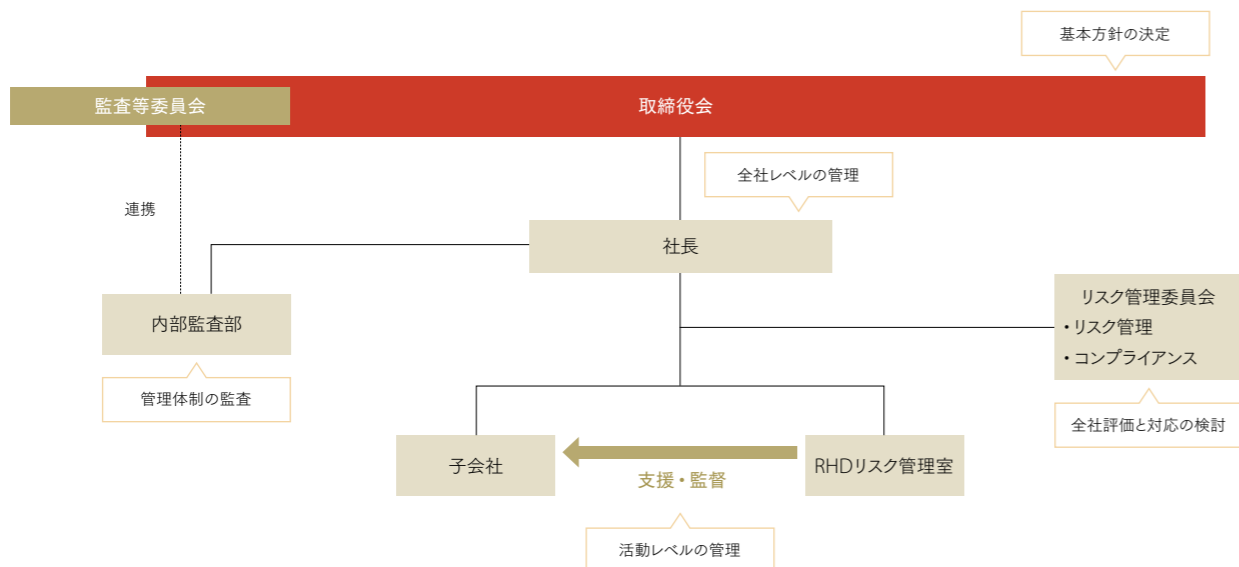 基本方針の決定
監査等委員会
取締役会
全社レベルの管理
連携
社長
内部監査部
リスク管理委員会
・リスク管理
・コンプライアンス
管理体制の監査
全社評価と対応の検討
子会社
支援・監督
RHDリスク管理室
活動レベルの管理